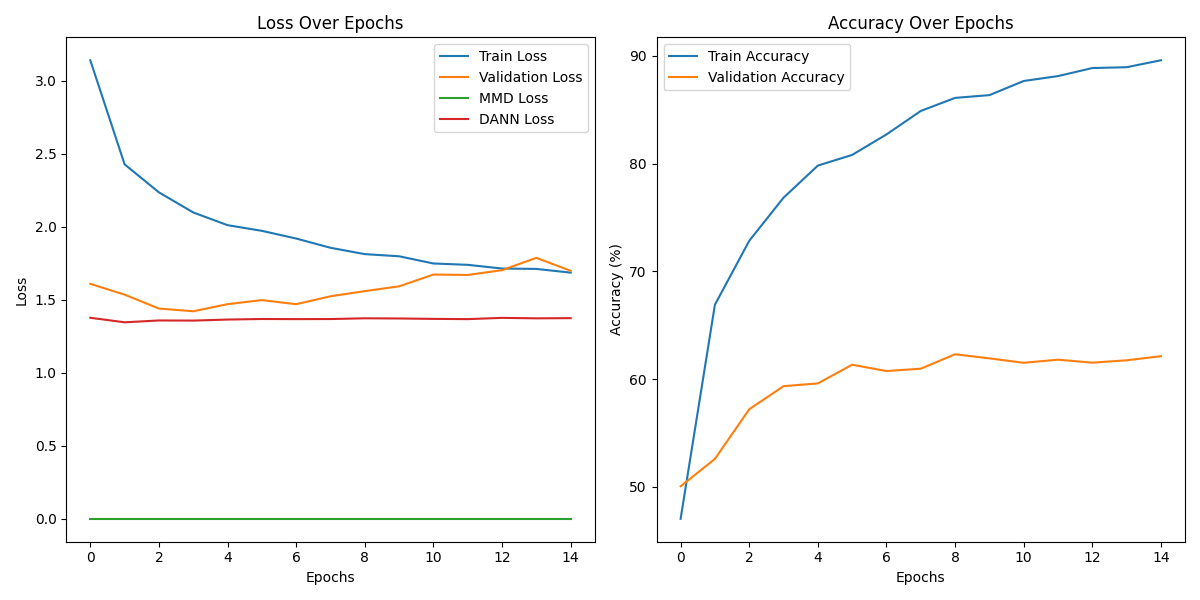 Loss Over Epochs
Train Loss
Validation Loss
MMD Loss
DANN Loss
3.0
2.5
2.0
1.5
1.0
0.5
0.0
Loss
0 2 4 6 8 10 12 14
Epochs
Accuracy Over Epochs
Train Accuracy
Validation Accuracy
90
80
70
60
50
Accuracy (%)
0 2 4 6 8 10 12 14
Epochs